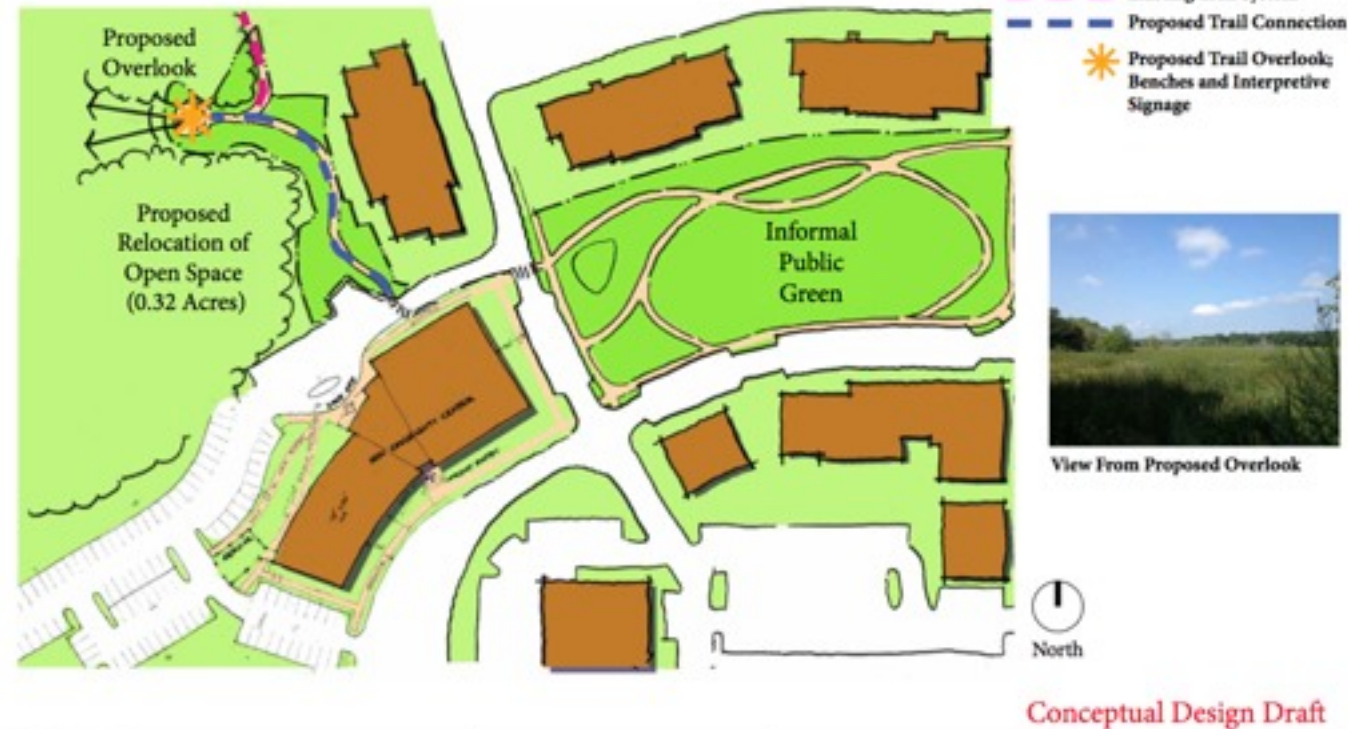 Proposed Trail Connection
Proposed Trail Overlook;
Benches and Interpretive
Signage
Proposed
Overlook
Proposed
Relocation of
Open Space
(0.32 Acres)
Informal
Public
Green
View From Proposed Overlook
North
Conceptual Design Draft